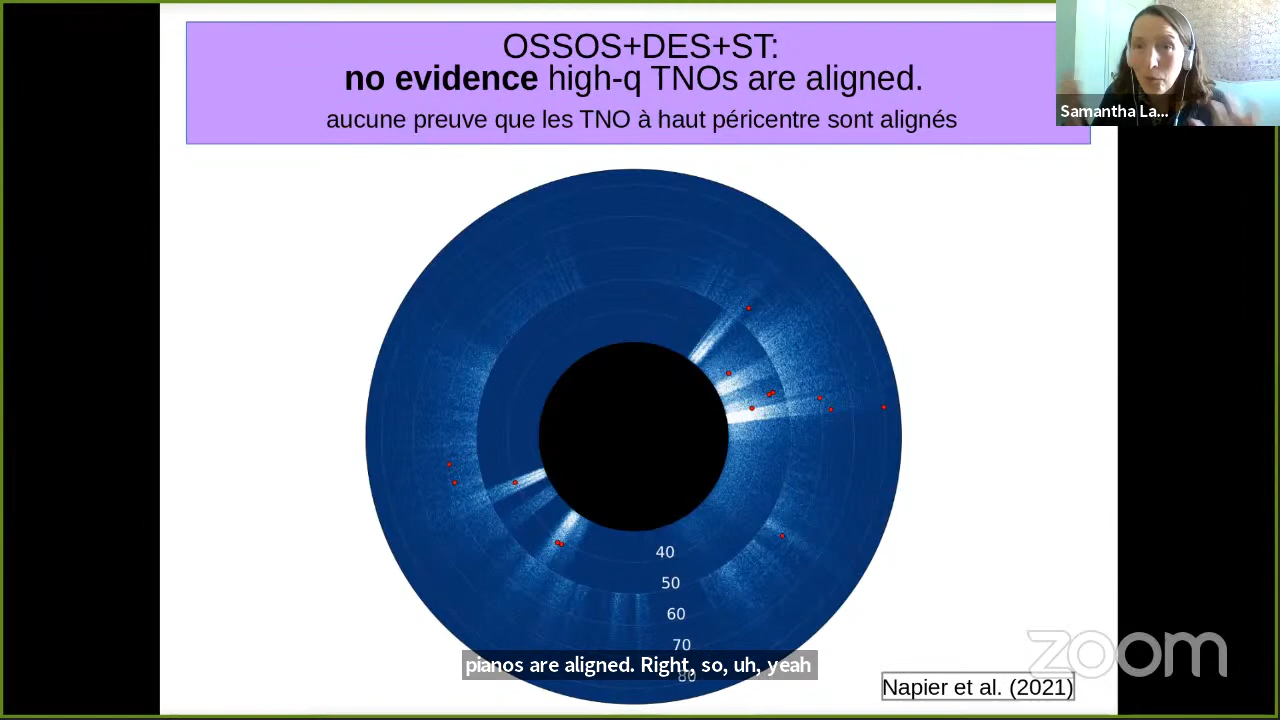 OSSOS+DES+ST:
no evidence high-q TNOs are aligned.
aucune preuve que les TNO à haut péricentre sont alignés
Samantha La...
40
50
60
70
80
pianos are aligned. Right, so, uh, yeah
zoom
Napier et al. (2021)